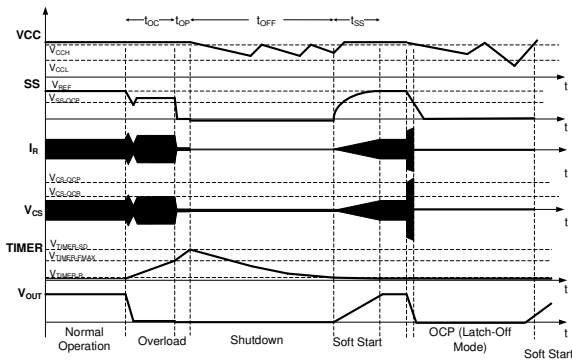 tOC tOP tOFF tSS
VCC
VCCH
VCCL
t
SS
VREF
VSS-OCP
t
IR
t
VCS-OCP
VCS-OCR
VCS
t
TIMER
VTIMER-SD
VTIMER-FMAX
VTIMER-R
t
VOUT
t
Normal Operation
Overload
Shutdown
Soft Start
OCP (Latch-Off Mode)
Soft Start